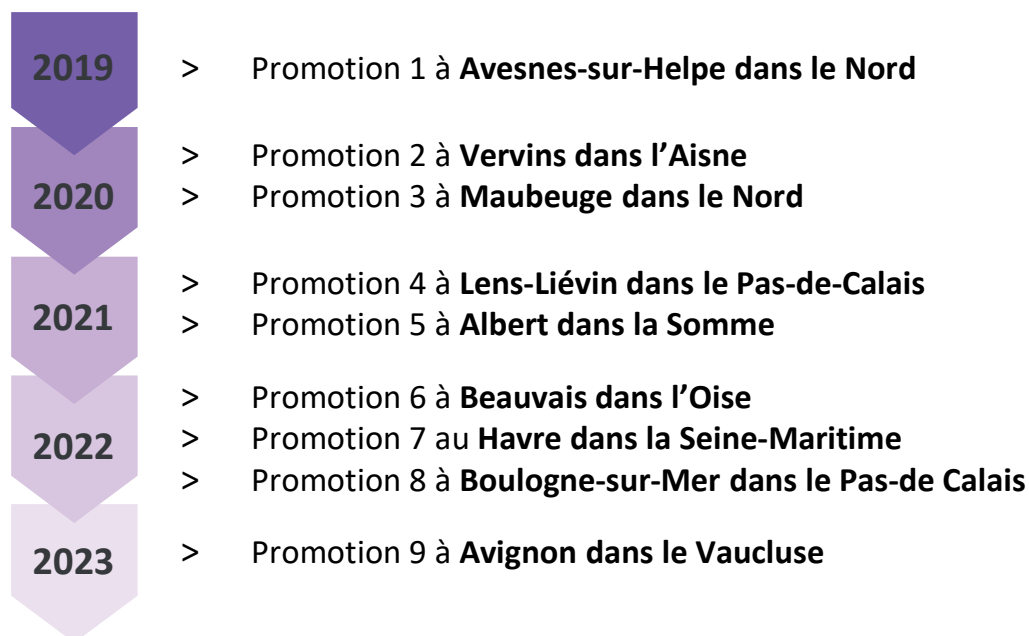 2019
> Promotion 1 à Avesnes-sur-Helpe dans le Nord
2020
> Promotion 2 à Vervins dans l’Aisne
> Promotion 3 à Maubeuge dans le Nord
2021
> Promotion 4 à Lens-Liévin dans le Pas-de-Calais
> Promotion 5 à Albert dans la Somme
2022
> Promotion 6 à Beauvais dans l’Oise
> Promotion 7 au Havre dans la Seine-Maritime
> Promotion 8 à Boulogne-sur-Mer dans le Pas-de Calais
2023
> Promotion 9 à Avignon dans le Vaucluse